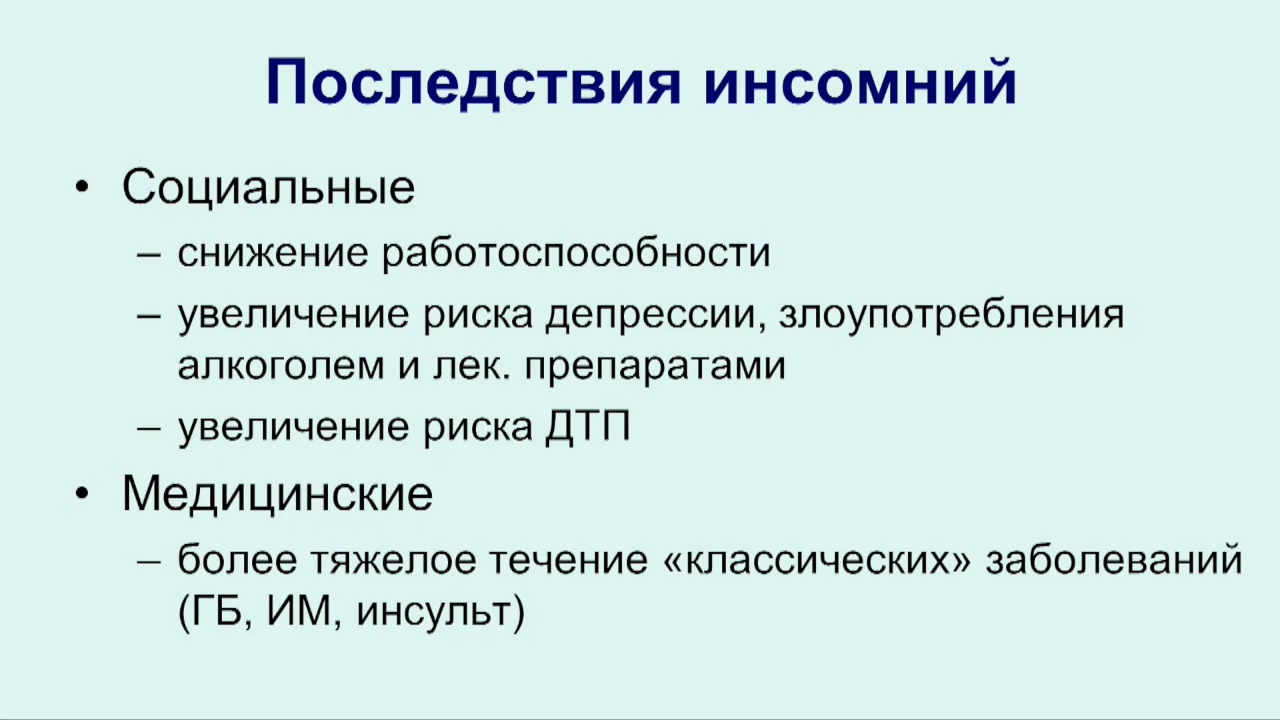 Последствия инсомний
• Социальные
– снижение работоспособности
– увеличение риска депрессии, злоупотребления
алкоголем и лек. препаратами
– увеличение риска ДТП
• Медицинские
– более тяжелое течение «классических» заболеваний
(ГБ, ИМ, инсульт)